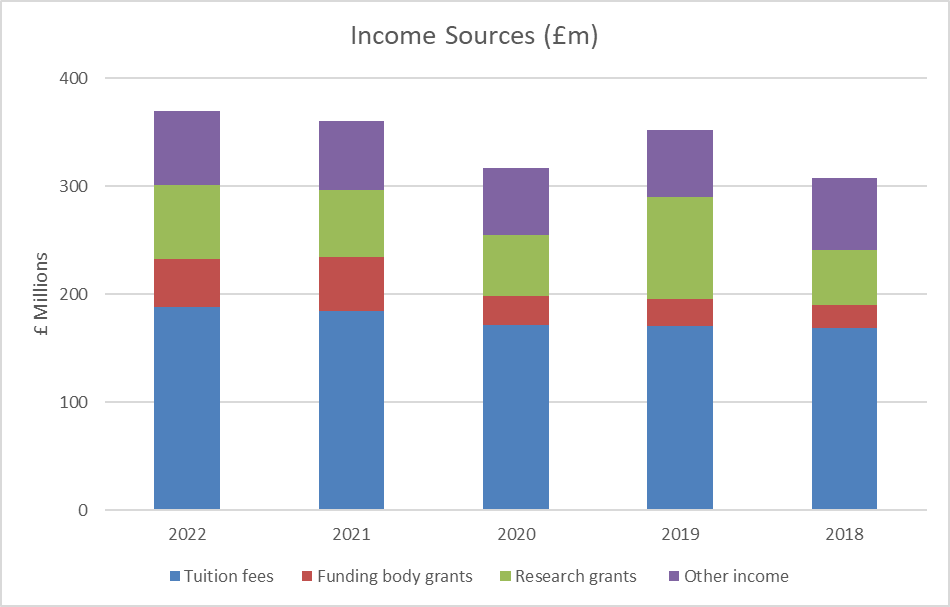 Income Sources (£m)
£ Millions
400
300
200
100
0
2022 2021 2020 2019 2018
Tuition fees Funding body grants Research grants Other income